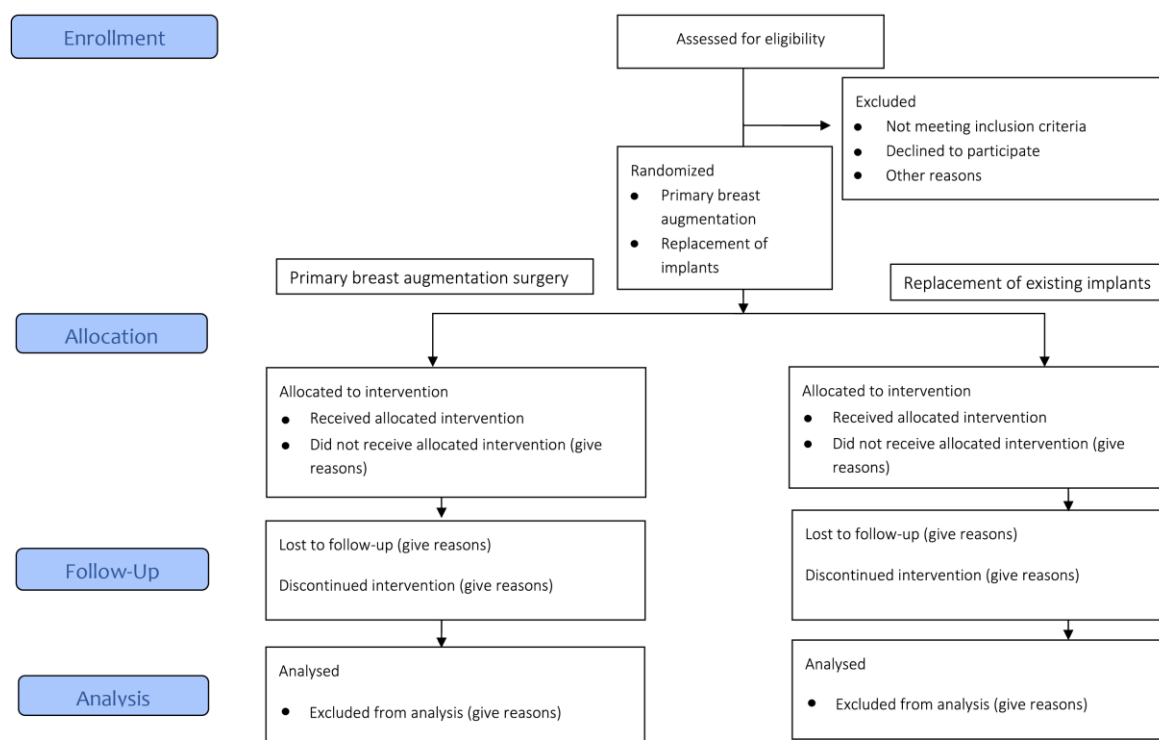 Enrollment
Assessed for eligibility
Excluded
● Not meeting inclusion criteria
● Declined to participate
● Other reasons
Randomized
● Primary breast
augmentation
● Replacement of
implants
Primary breast augmentation surgery
Replacement of existing implants
Allocation
Allocated to intervention
● Received allocated intervention
● Did not receive allocated intervention (give
reasons)
Allocated to intervention
● Received allocated intervention
● Did not receive allocated intervention (give
reasons)
Follow-Up
Lost to follow-up (give reasons)
Discontinued intervention (give reasons)
Lost to follow-up (give reasons)
Discontinued intervention (give reasons)
Analysis
Analysed
● Excluded from analysis (give reasons)
Analysed
● Excluded from analysis (give reasons)